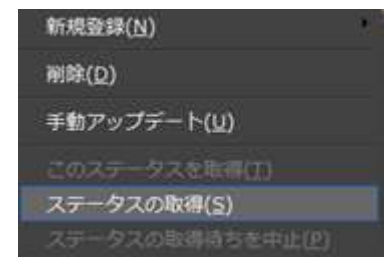 新規登録(N)
削除(D)
手動アップデート(U)
このステータスを取得(T)
ステータスの取得(S)
ステータスの取得待ちを中止(P)